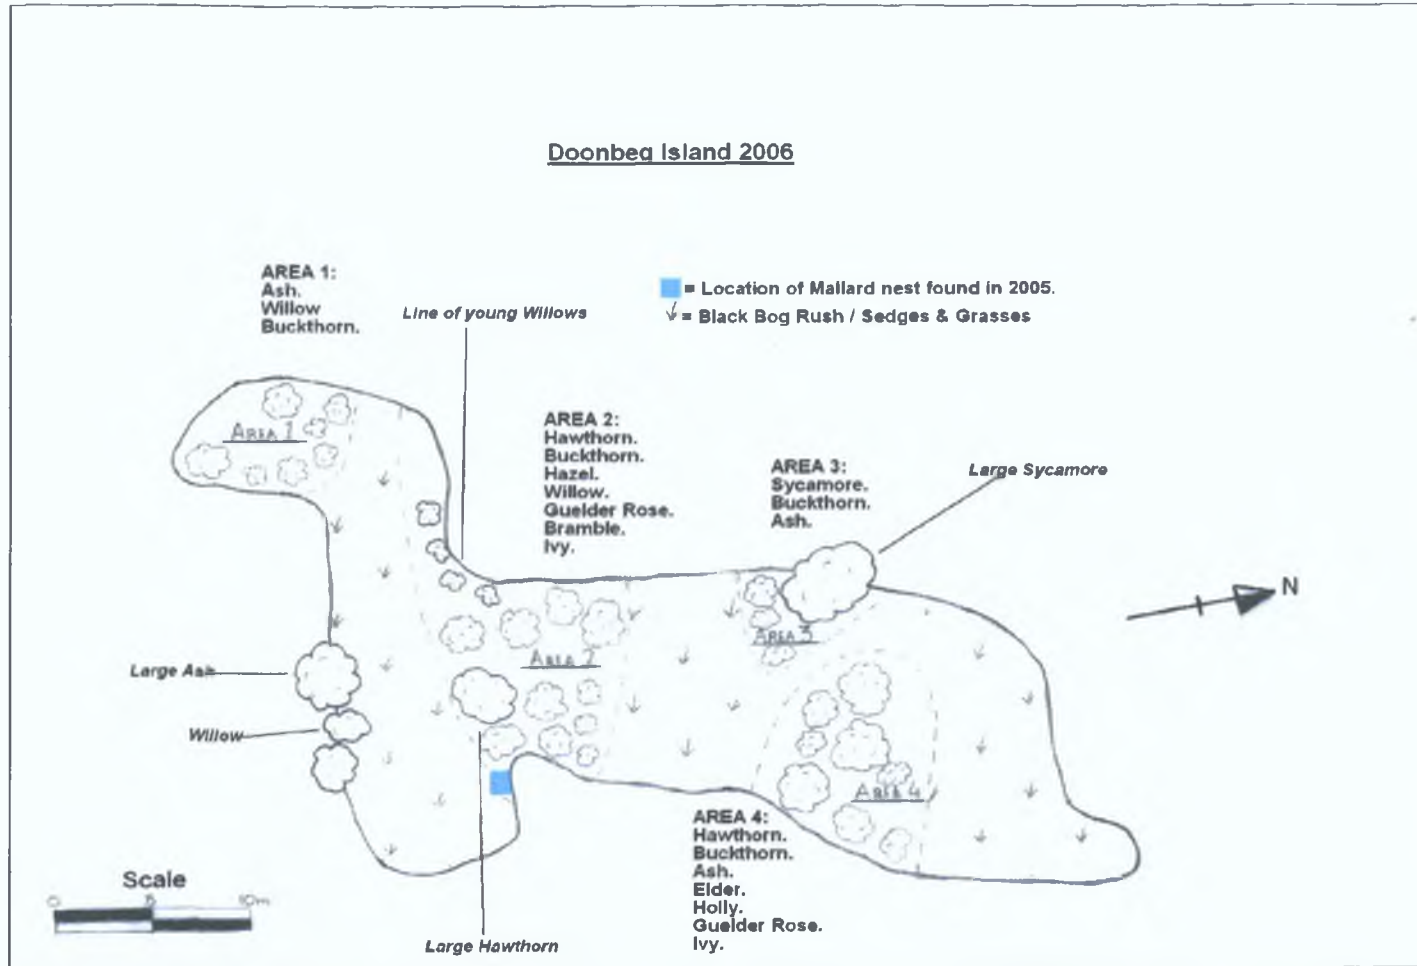 Doonbeg Island 2006
AREA 1:
Ash.
Willow
Buckthorn.
Line of young Willows
= Location of Mallard nest found in 2005.
= Black Bog Rush / Sedges & Grasses
AREA 1
AREA 2:
Hawthorn.
Buckthorn.
Hazel.
Willow.
Guelder Rose.
Bramble.
Ivy.
AREA 3:
Sycamore.
Buckthorn.
Ash.
Large Sycamore
N
AREA 3
AREA 2
Large Ash
Willow
AREA 4
AREA 4:
Hawthorn.
Buckthorn.
Ash.
Elder.
Holly.
Guelder Rose.
Ivy.
Scale
0 5 10m
Large Hawthorn